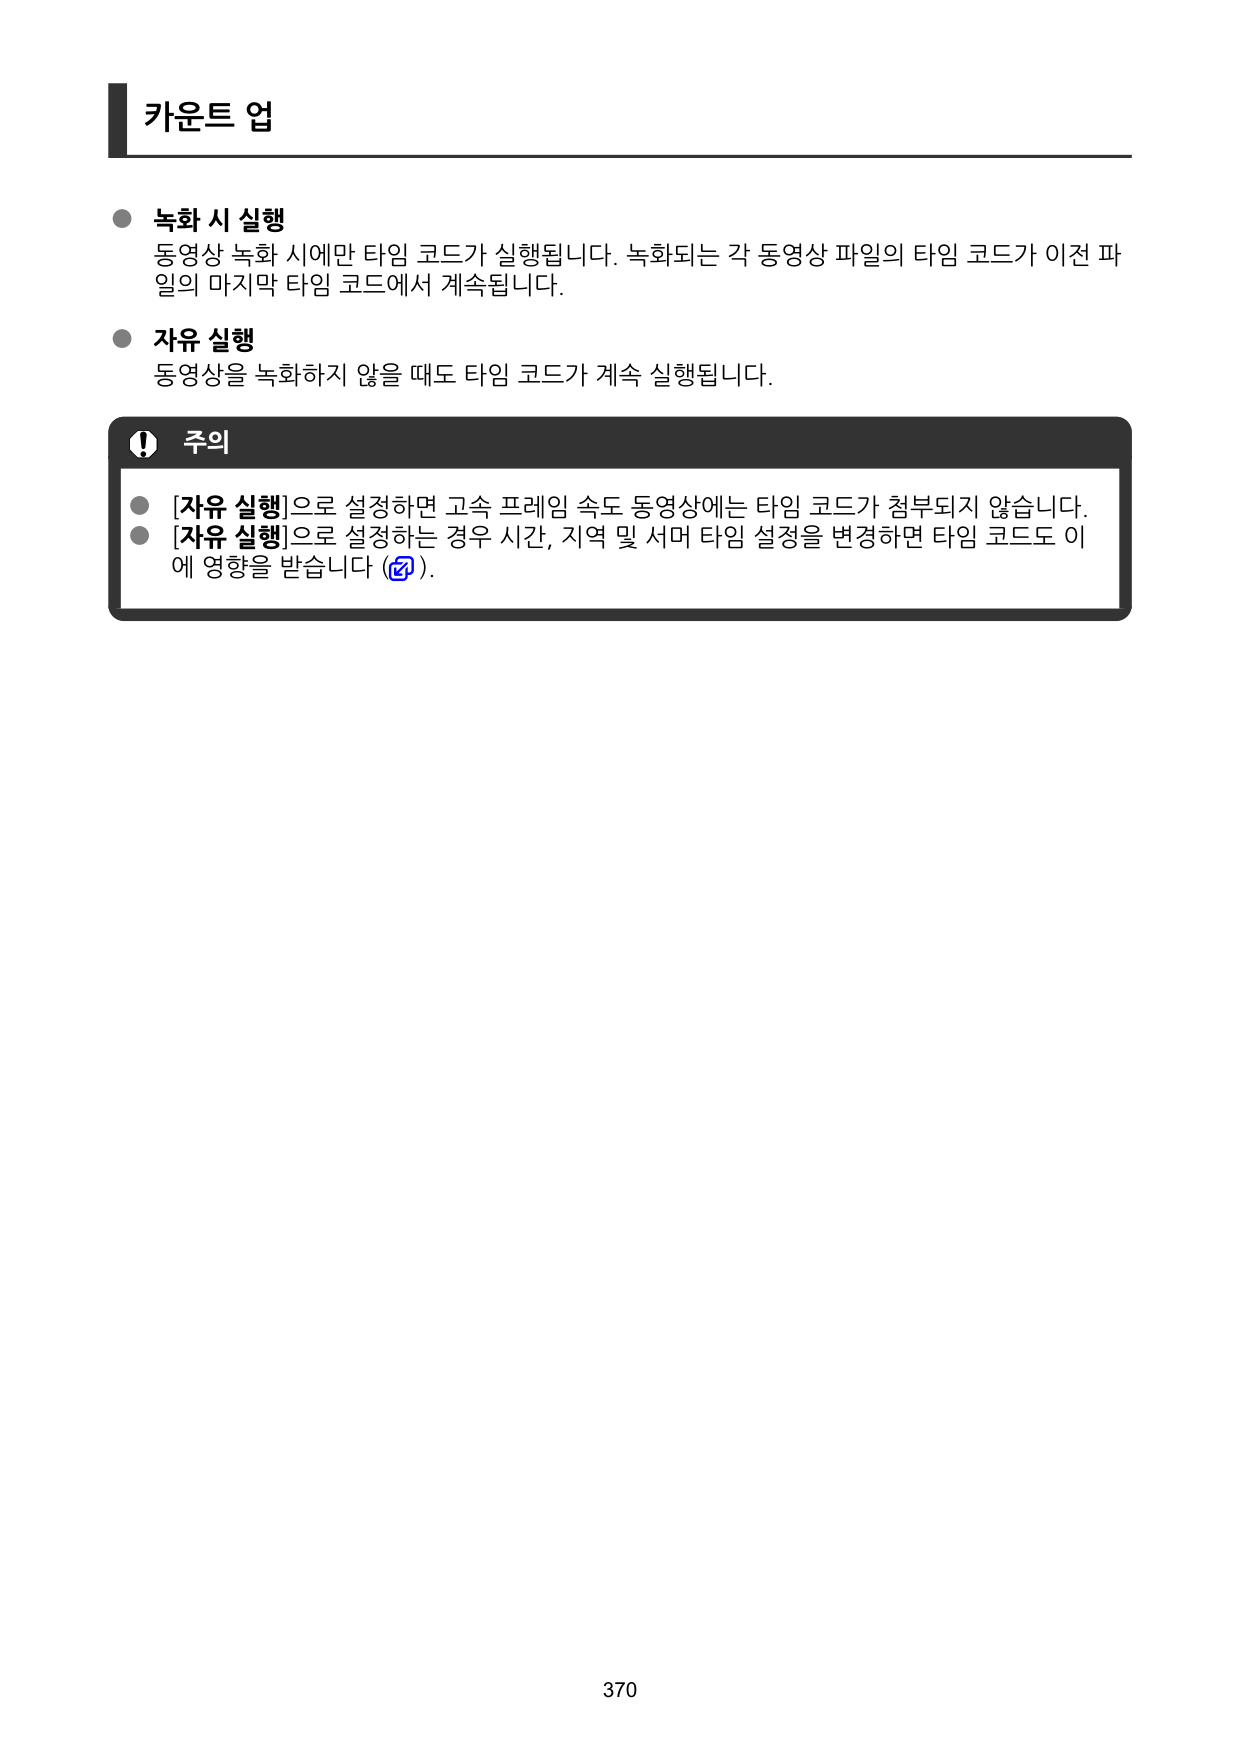 카운트 업
녹화 시 실행
동영상 녹화 시에만 타임 코드가 실행됩니다. 녹화되는 각 동영상 파일의 타임 코드가 이전 파
일의 마지막 타임 코드에서 계속됩니다.
자유 실행
동영상을 녹화하지 않을 때도 타임 코드가 계속 실행됩니다.
주의
[자유 실행]으로 설정하면 고속 프레임 속도 동영상에는 타임 코드가 첨부되지 않습니다.
[자유 실행]으로 설정하는 경우 시간, 지역 및 서머 타임 설정을 변경하면 타임 코드도 이
에 영향을 받습니다 ( ).
370